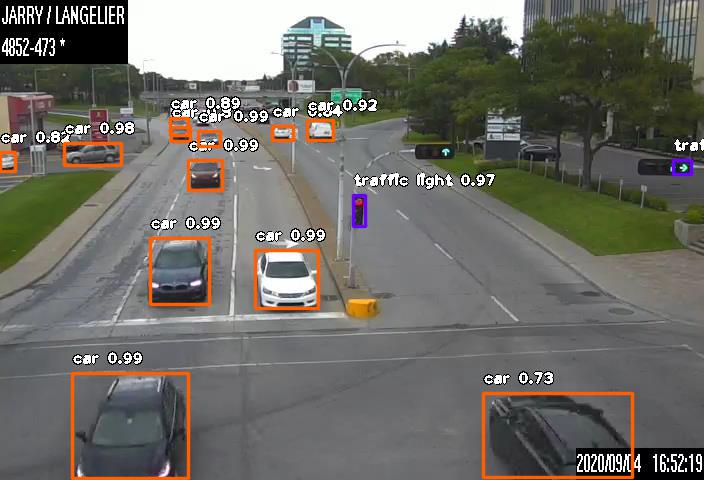 JARRY / LANGELIER
4852-473 *
car 0.89
car 0.92
car 0.99
car 0.98
car 0.99
traffic light 0.97
car 0.99
car 0.99
car 0.99
car 0.73
2020/09/04 16:52:19